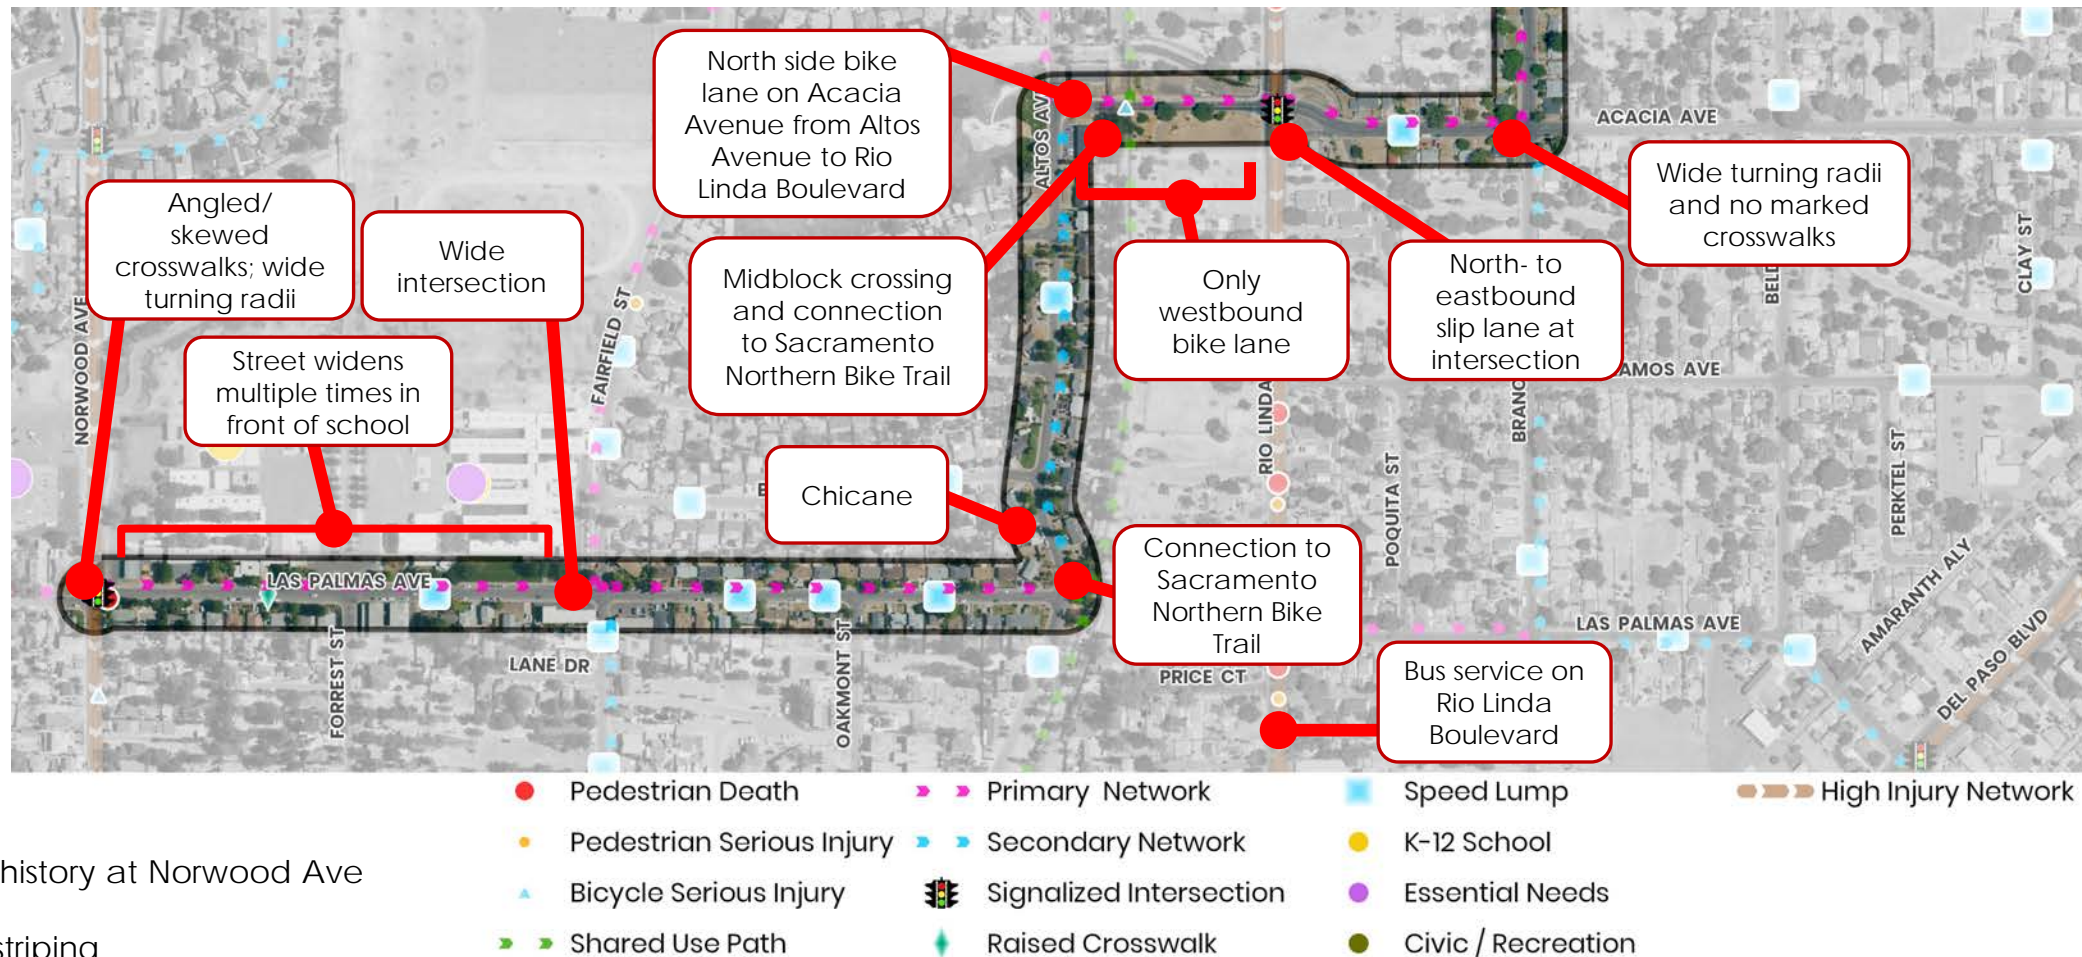 North side bike
lane on Acacia
Avenue from Altos
Avenue to Rio
Linda Boulevard
ALTOS AVE
ACACIA AVE
Wide turning radii
and no marked
crosswalks
Angled/
skewed
crosswalks; wide
turning radii
Wide
intersection
Midblock crossing
and connection
to Sacramento
Northern Bike Trail
Only
westbound
bike lane
North- to
eastbound
slip lane at
intersection
CLAY ST
BELD
NORWOOD AVE
FAIRFIELD ST
Street widens
multiple times in
front of school
RIO LINDA
BRANC
AMOS AVE
Chicane
POQUITA ST
PERKTEL ST
Connection to
Sacramento
Northern Bike
Trail
LAS PALMAS AVE
FORREST ST
LANE DR
OAKMONT ST
PRICE CT
LAS PALMAS AVE
AMARANTH ALY
DEL PASO BLVD
Bus service on
Rio Linda
Boulevard
Pedestrian Death
Primary Network
Speed Lump
High Injury Network
Pedestrian Serious Injury
Secondary Network
K-12 School
history at Norwood Ave
Bicycle Serious Injury
Signalized Intersection
Essential Needs
striping
Shared Use Path
Raised Crosswalk
Civic / Recreation